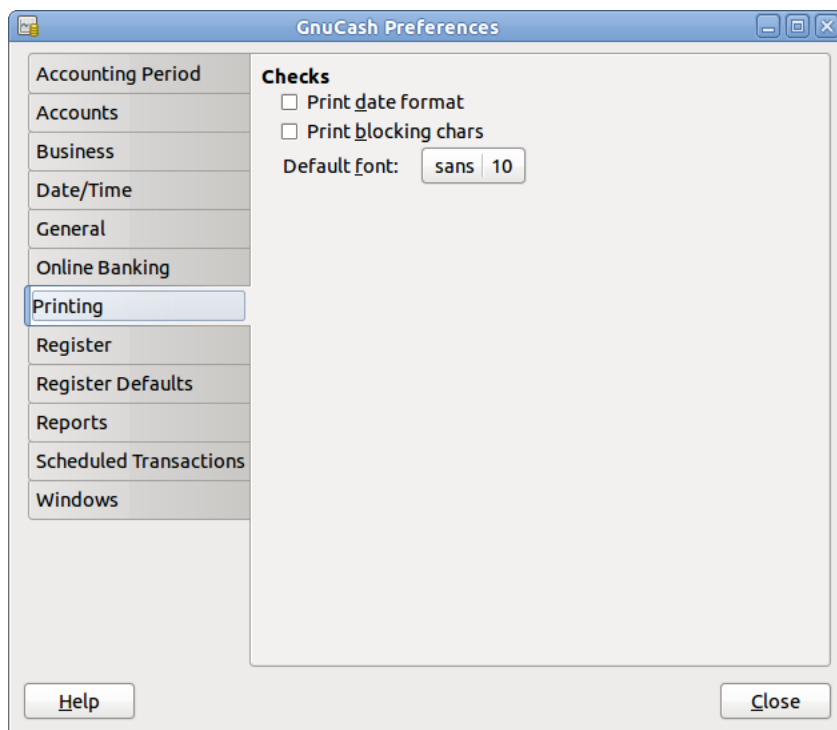 GnuCash Preferences
Accounting Period
Accounts
Business
Date/Time
General
Online Banking
Printing
Register
Register Defaults
Reports
Scheduled Transactions
Windows
Checks
Print date format
Print blocking chars
Default font: sans 10
Help
Close